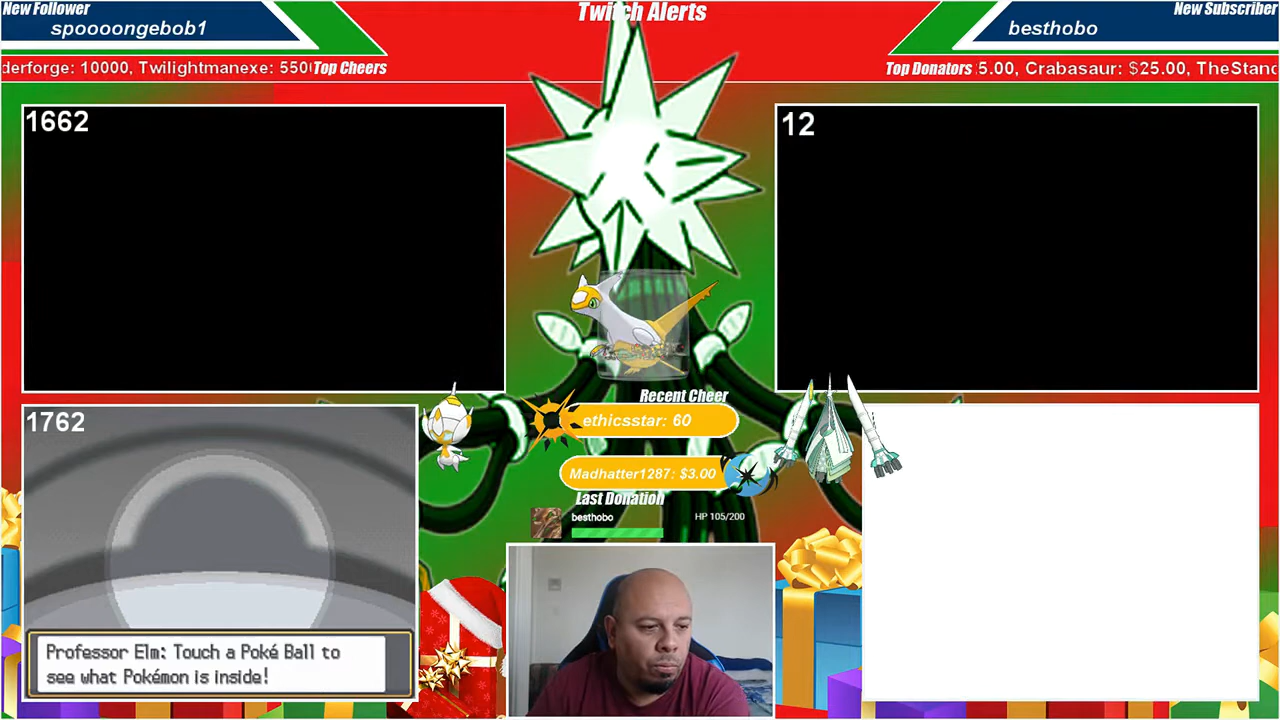 New Follower
spoooongebob1
Twitch Alerts
New Subscriber
besthobo
derforge: 10000, Twilightmanexe: 550
Top Cheers
Top Donators
5.00, Crabasaur: $25.00, TheStand
1662
12
Recent Cheer
ethicsstar: 60
Madhatter1287: $3.00
Last Donation
besthobo
HP 105/200
1762
Professor Elm: Touch a Poké Ball to
see what Pokémon is inside!